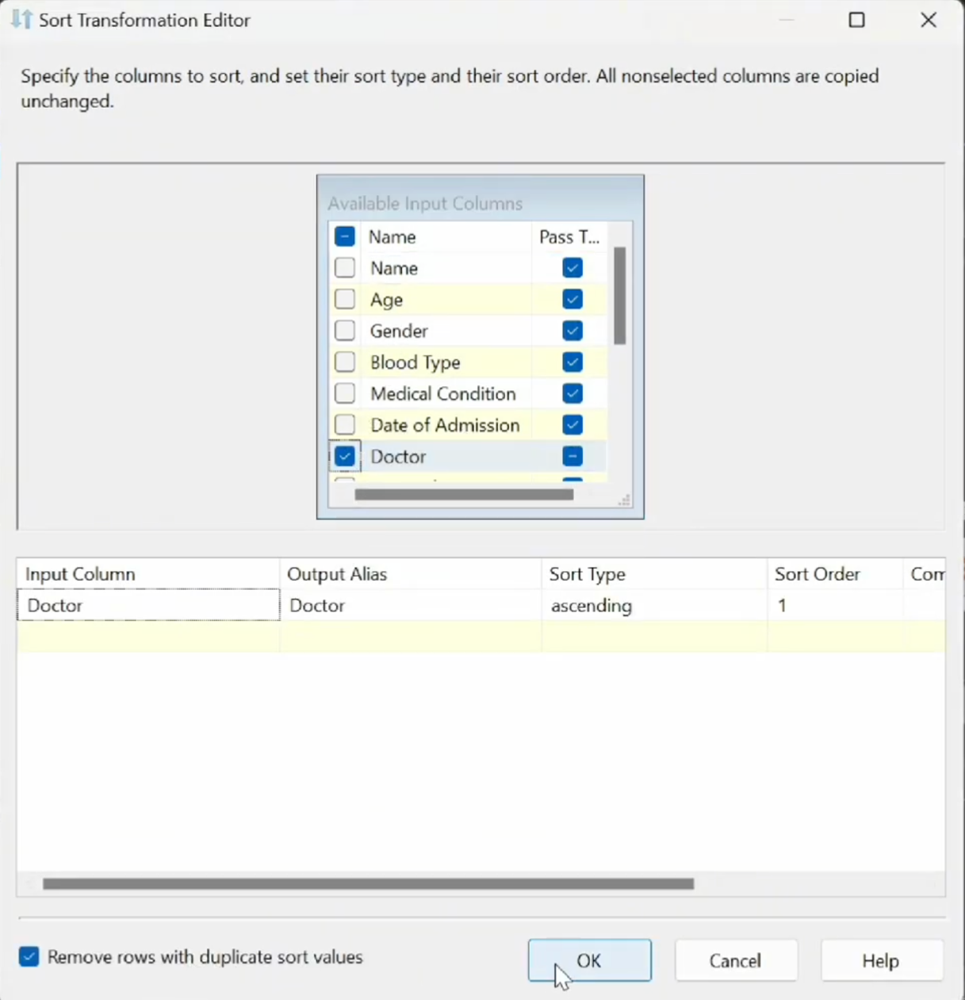 Sort Transformation Editor
Specify the columns to sort, and set their sort type and their sort order. All nonselected columns are copied
unchanged.
Available Input Columns
Name Pass T...
Name
Age
Gender
Blood Type
Medical Condition
Date of Admission
Doctor
Input Column Output Alias Sort Type Sort Order Com
Doctor Doctor ascending 1
Remove rows with duplicate sort values OK Cancel Help